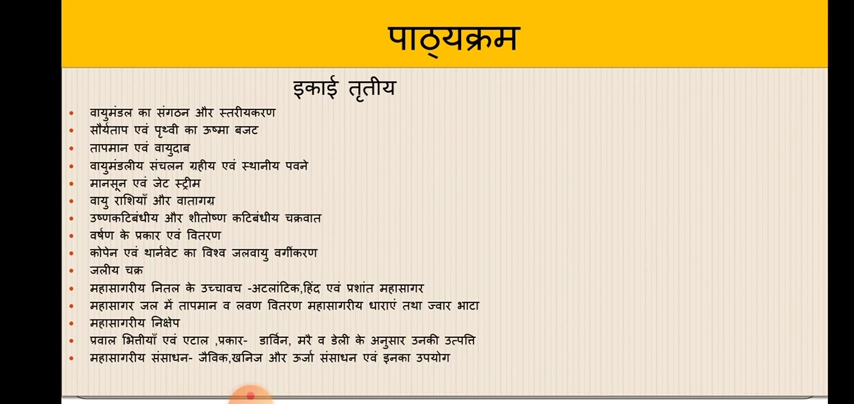 पाठ्यक्रम
इकाई तृतीय
• वायुमंडल का संगठन और स्तरीयकरण
• सौर्यताप एवं पृथ्वी का ऊष्मा बजट
• तापमान एवं वायुदाब
• वायुमंडलीय संचलन ग्रहीय एवं स्थानीय पवने
• मानसून एवं जेट स्ट्रीम
• वायु राशियाँ और वाताग्र
• उष्णकटिबंधीय और शीतोष्ण कटिबंधीय चक्रवात
• वर्षण के प्रकार एवं वितरण
• कोपेन एवं थार्नवेट का विश्व जलवायु वर्गीकरण
• जलीय चक्र
• महासागरीय नितल के उच्चावच -अटलांटिक,हिंद एवं प्रशांत महासागर
• महासागर जल में तापमान व लवण वितरण महासागरीय धाराएं तथा ज्वार भाटा
• महासागरीय निक्षेप
• प्रवाल भित्तीयाँ एवं एटाल ,प्रकार- डार्विन, मरै व डेली के अनुसार उनकी उत्पत्ति
• महासागरीय संसाधन- जैविक,खनिज और ऊर्जा संसाधन एवं इनका उपयोग